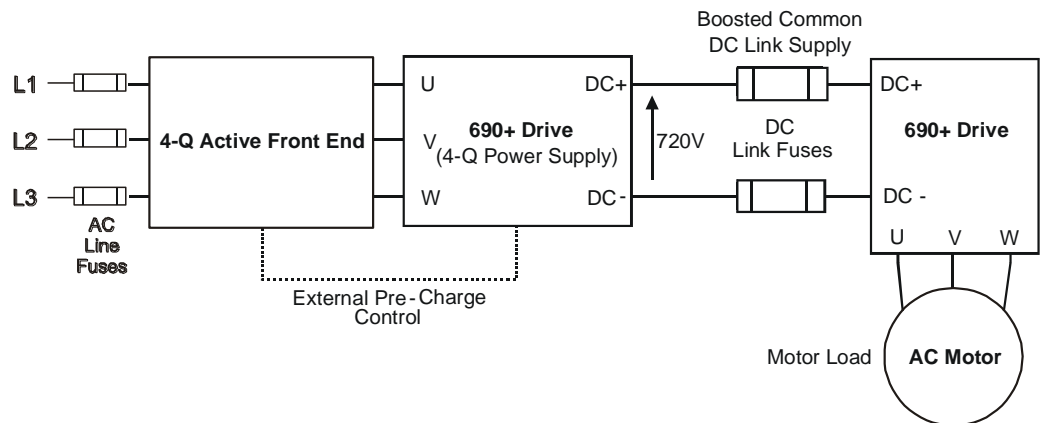 Boosted Common
DC Link Supply
L1
L2
L3
AC
Line
Fuses
4-Q Active Front End
U
V
W
690+ Drive
(4-Q Power Supply)
DC+
DC -
720V
DC
Link Fuses
DC+
690+ Drive
DC -
U V W
External Pre-Charge
Control
Motor Load
AC Motor